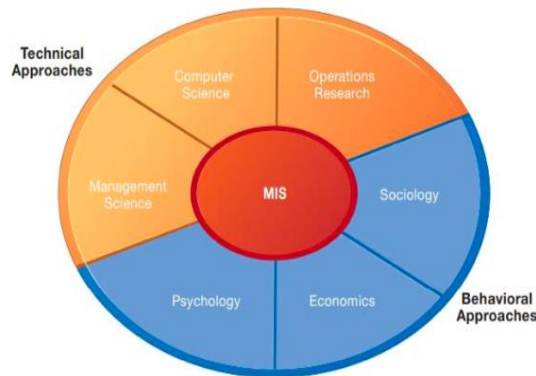 Technical
Approaches
Computer
Science
Operations
Research
Management
Science
MIS
Sociology
Psychology
Economics
Behavioral
Approaches